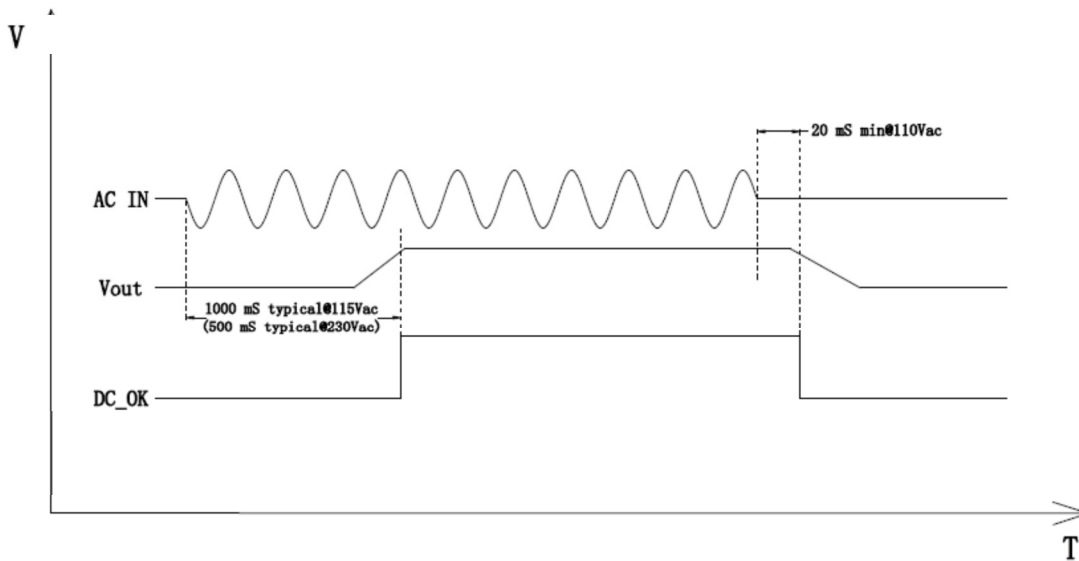 V
20 mS min@110Vac
AC IN
Vout
1000 mS typical@115Vac
(500 mS typical@230Vac)
DC_OK
T